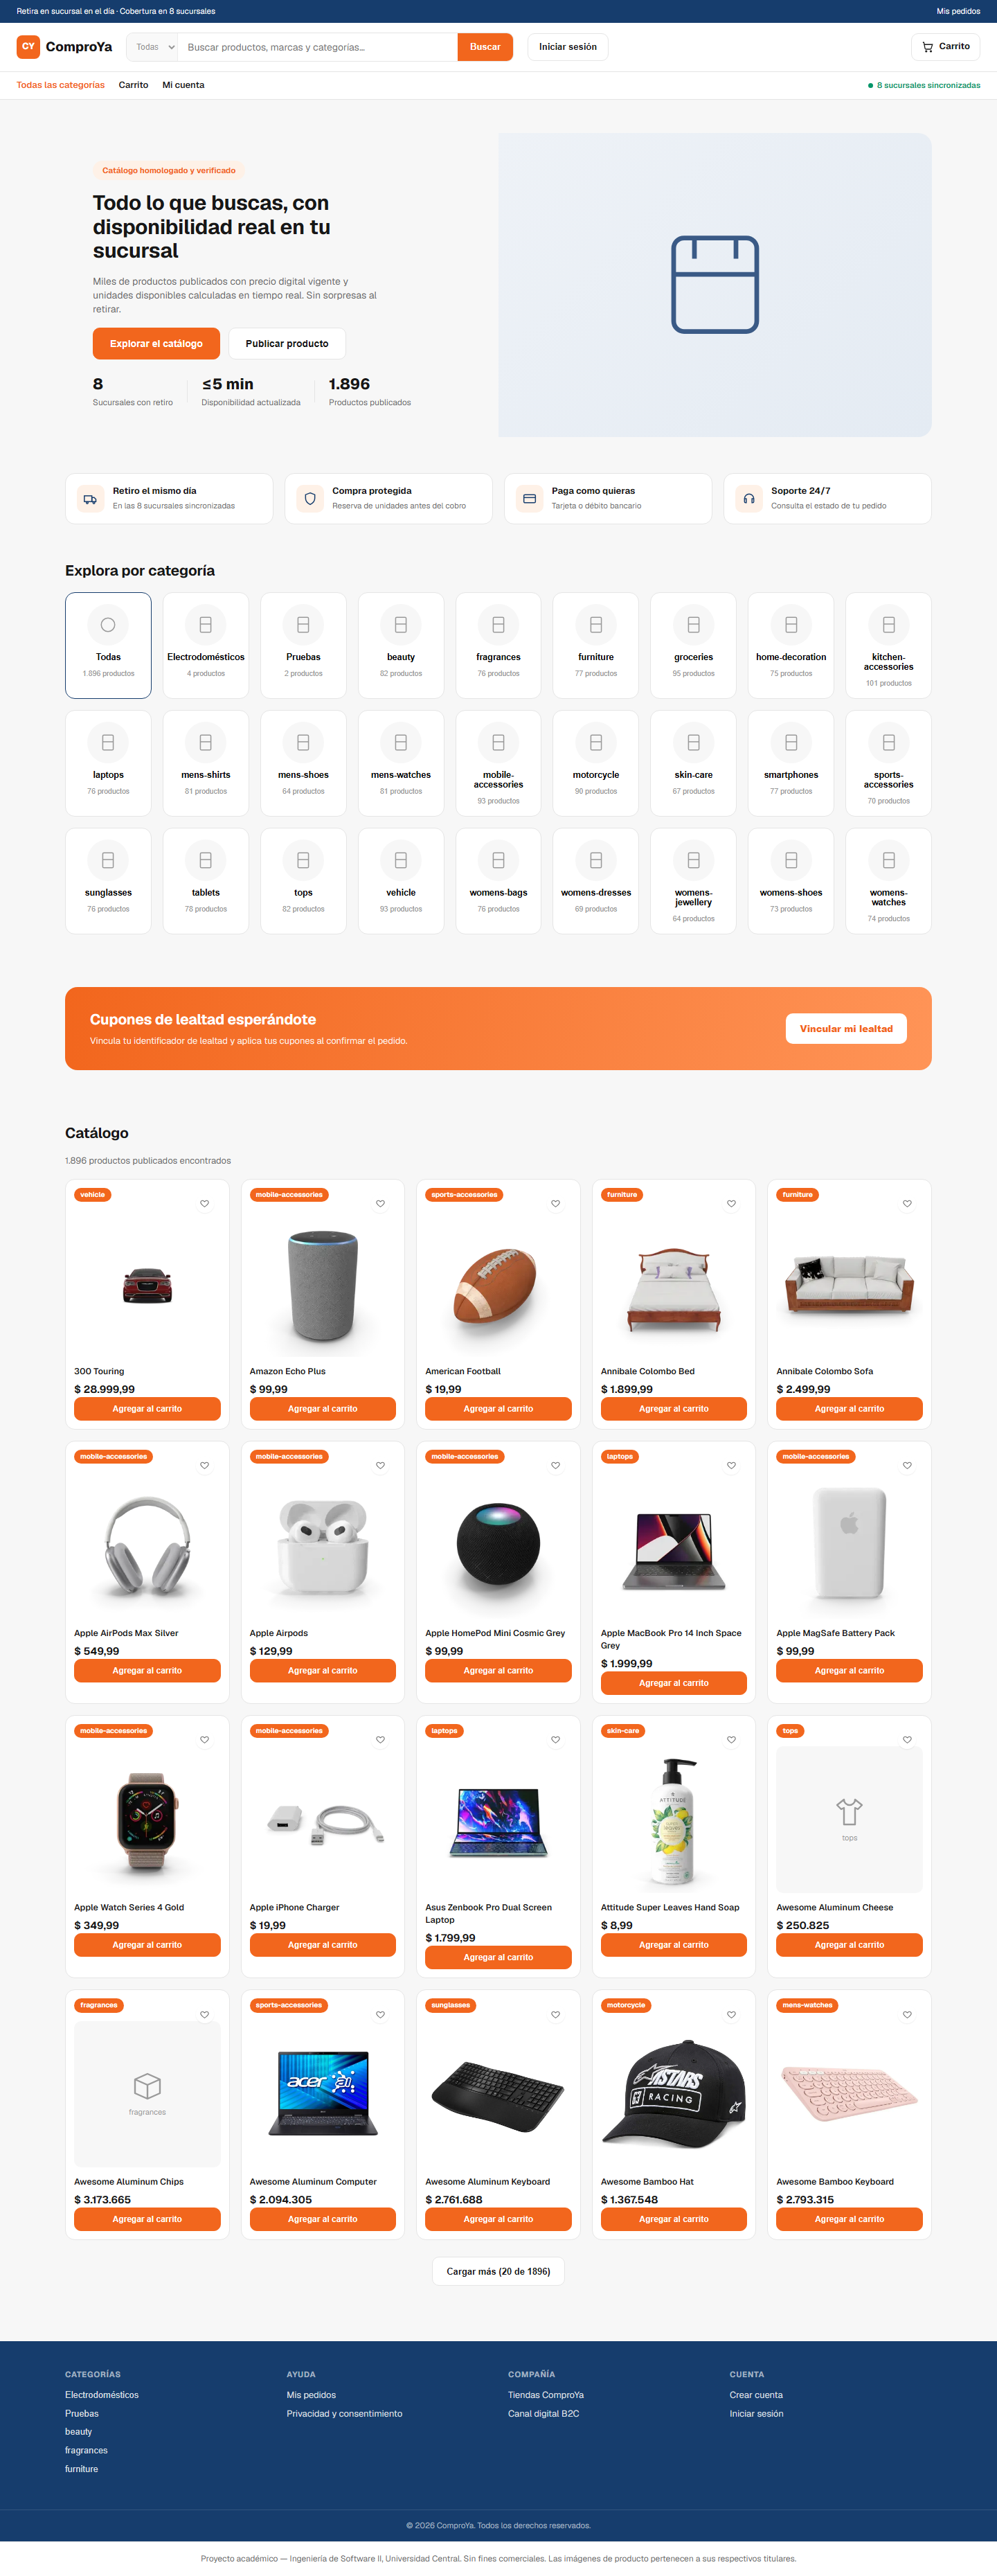 Retira en sucursal en el día · Cobertura en 8 sucursales
Mis pedidos
CY ComproYa
Todas
Buscar productos, marcas y categorías...
Buscar
Iniciar sesión
Carrito
Todas las categorías
Carrito
Mi cuenta
8 sucursales sincronizadas
Catálogo homologado y verificado
Todo lo que buscas, con
disponibilidad real en tu
sucursal
Miles de productos publicados con precio digital vigente y
unidades disponibles calculadas en tiempo real. Sin sorpresas al
retirar.
Explorar el catálogo
Publicar producto
8
Sucursales con retiro
≤5 min
Disponibilidad actualizada
1.896
Productos publicados
Retiro el mismo día
En las 8 sucursales sincronizadas
Compra protegida
Reserva de unidades antes del cobro
Paga como quieras
Tarjeta o débito bancario
Soporte 24/7
Consulta el estado de tu pedido
Explora por categoría
Todas
1.896 productos
Electrodomésticos
4 productos
Pruebas
2 productos
beauty
82 productos
fragrances
76 productos
furniture
77 productos
groceries
95 productos
home-decoration
75 productos
kitchen-
accessories
101 productos
laptops
76 productos
mens-shirts
81 productos
mens-shoes
64 productos
mens-watches
81 productos
mobile-
accessories
93 productos
motorcycle
90 productos
skin-care
67 productos
smartphones
77 productos
sports-
accessories
70 productos
sunglasses
76 productos
tablets
78 productos
tops
82 productos
vehicle
93 productos
womens-bags
76 productos
womens-dresses
69 productos
womens-
jewellery
64 productos
womens-shoes
73 productos
womens-
watches
74 productos
Cupones de lealtad esperándote
Vincula tu identificador de lealtad y aplica tus cupones al confirmar el pedido.
Vincular mi lealtad
Catálogo
1.896 productos publicados encontrados
vehicle
300 Touring
$ 28.999,99
Agregar al carrito
mobile-accessories
Amazon Echo Plus
$ 99,99
Agregar al carrito
sports-accessories
American Football
$ 19,99
Agregar al carrito
furniture
Annibale Colombo Bed
$ 1.899,99
Agregar al carrito
furniture
Annibale Colombo Sofa
$ 2.499,99
Agregar al carrito
mobile-accessories
Apple AirPods Max Silver
$ 549,99
Agregar al carrito
mobile-accessories
Apple Airpods
$ 129,99
Agregar al carrito
mobile-accessories
Apple HomePod Mini Cosmic Grey
$ 99,99
Agregar al carrito
laptops
Apple MacBook Pro 14 Inch Space
Grey
$ 1.999,99
Agregar al carrito
mobile-accessories
Apple MagSafe Battery Pack
$ 99,99
Agregar al carrito
mobile-accessories
Apple Watch Series 4 Gold
$ 349,99
Agregar al carrito
mobile-accessories
Apple iPhone Charger
$ 19,99
Agregar al carrito
laptops
Asus Zenbook Pro Dual Screen
Laptop
$ 1.799,99
Agregar al carrito
skin-care
ATTITUDE
Attitude Super Leaves Hand Soap
$ 8,99
Agregar al carrito
tops
tops
Awesome Aluminum Cheese
$ 250.825
Agregar al carrito
fragrances
fragrances
Awesome Aluminum Chips
$ 3.173.665
Agregar al carrito
sports-accessories
acer
Awesome Aluminum Computer
$ 2.094.305
Agregar al carrito
sunglasses
Awesome Aluminum Keyboard
$ 2.761.688
Agregar al carrito
motorcycle
RACING
Awesome Bamboo Hat
$ 1.367.548
Agregar al carrito
mens-watches
Awesome Bamboo Keyboard
$ 2.793.315
Agregar al carrito
Cargar más (20 de 1896)
CATEGORÍAS
Electrodomésticos
Pruebas
beauty
fragrances
furniture
AYUDA
Mis pedidos
Privacidad y consentimiento
COMPAÑÍA
Tiendas ComproYa
Canal digital B2C
CUENTA
Crear cuenta
Iniciar sesión
© 2026 ComproYa. Todos los derechos reservados.
Proyecto académico — Ingeniería de Software II, Universidad Central. Sin fines comerciales. Las imágenes de producto pertenecen a sus respectivos titulares.